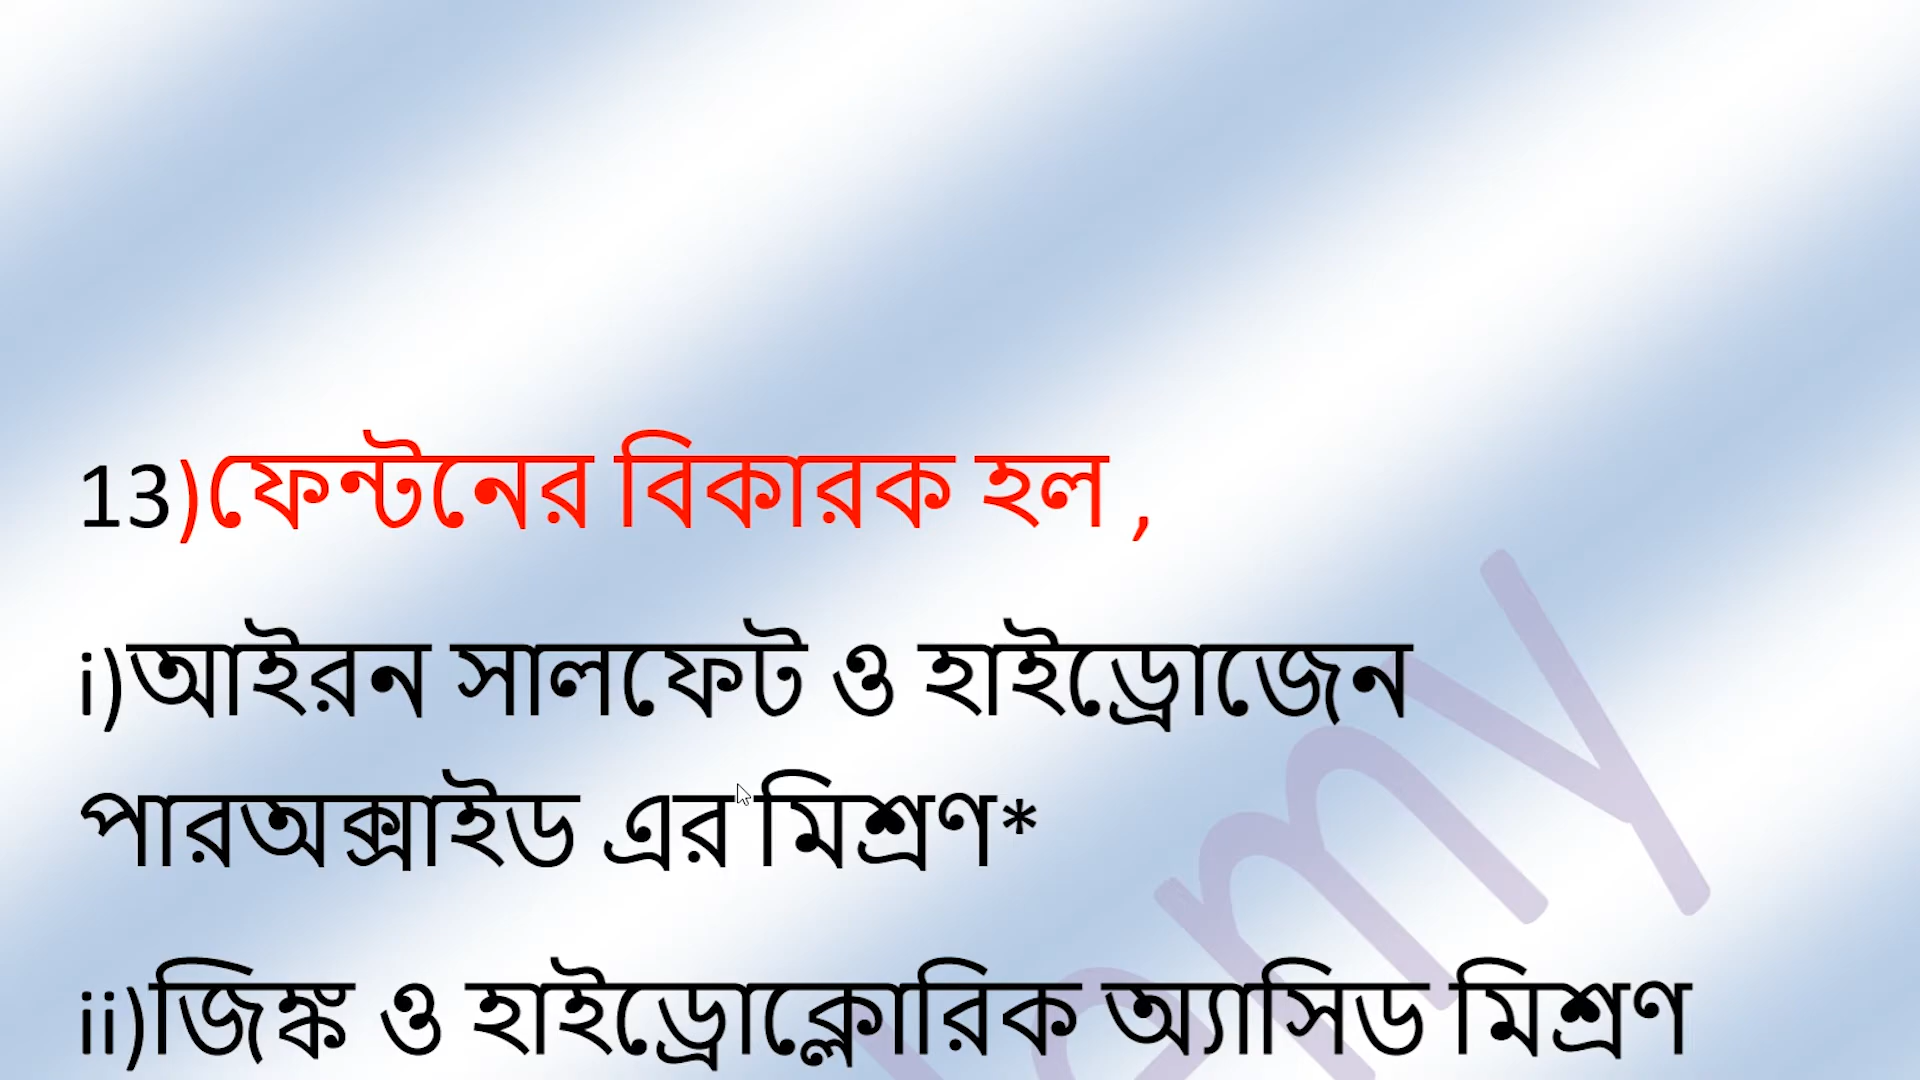 13)ফেন্টনের বিকারক হল ,
i)আইরন সালফেট ও হাইড্রোজেন
পারঅক্সাইড এর মিশ্রণ*
ii)জিঙ্ক ও হাইড্রোক্লোরিক অ্যাসিড মিশ্রণ